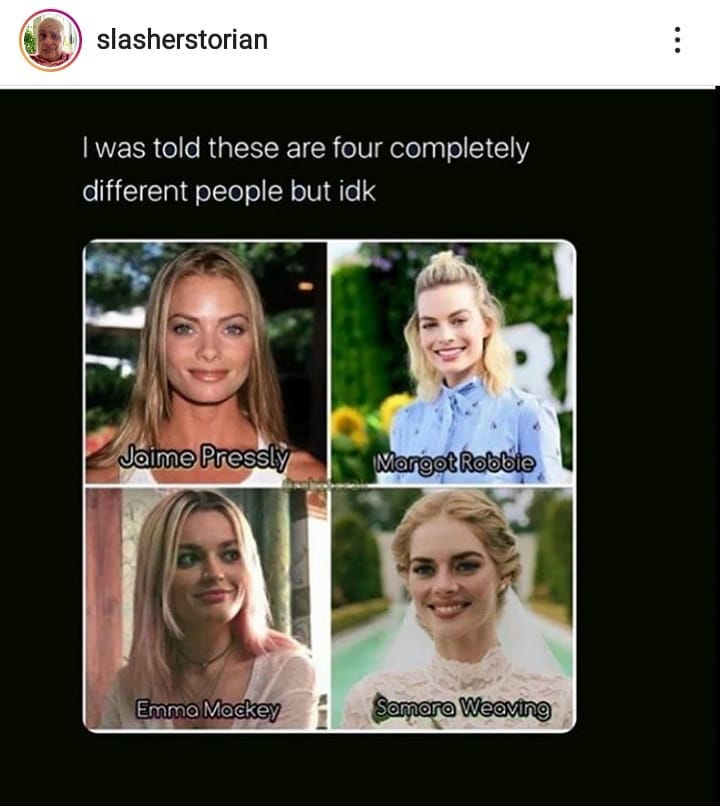 slasherstorian
I was told these are four completely
different people but idk
Jaime Pressly
Margot Robbie
Emma Mackey
Samara Weaving